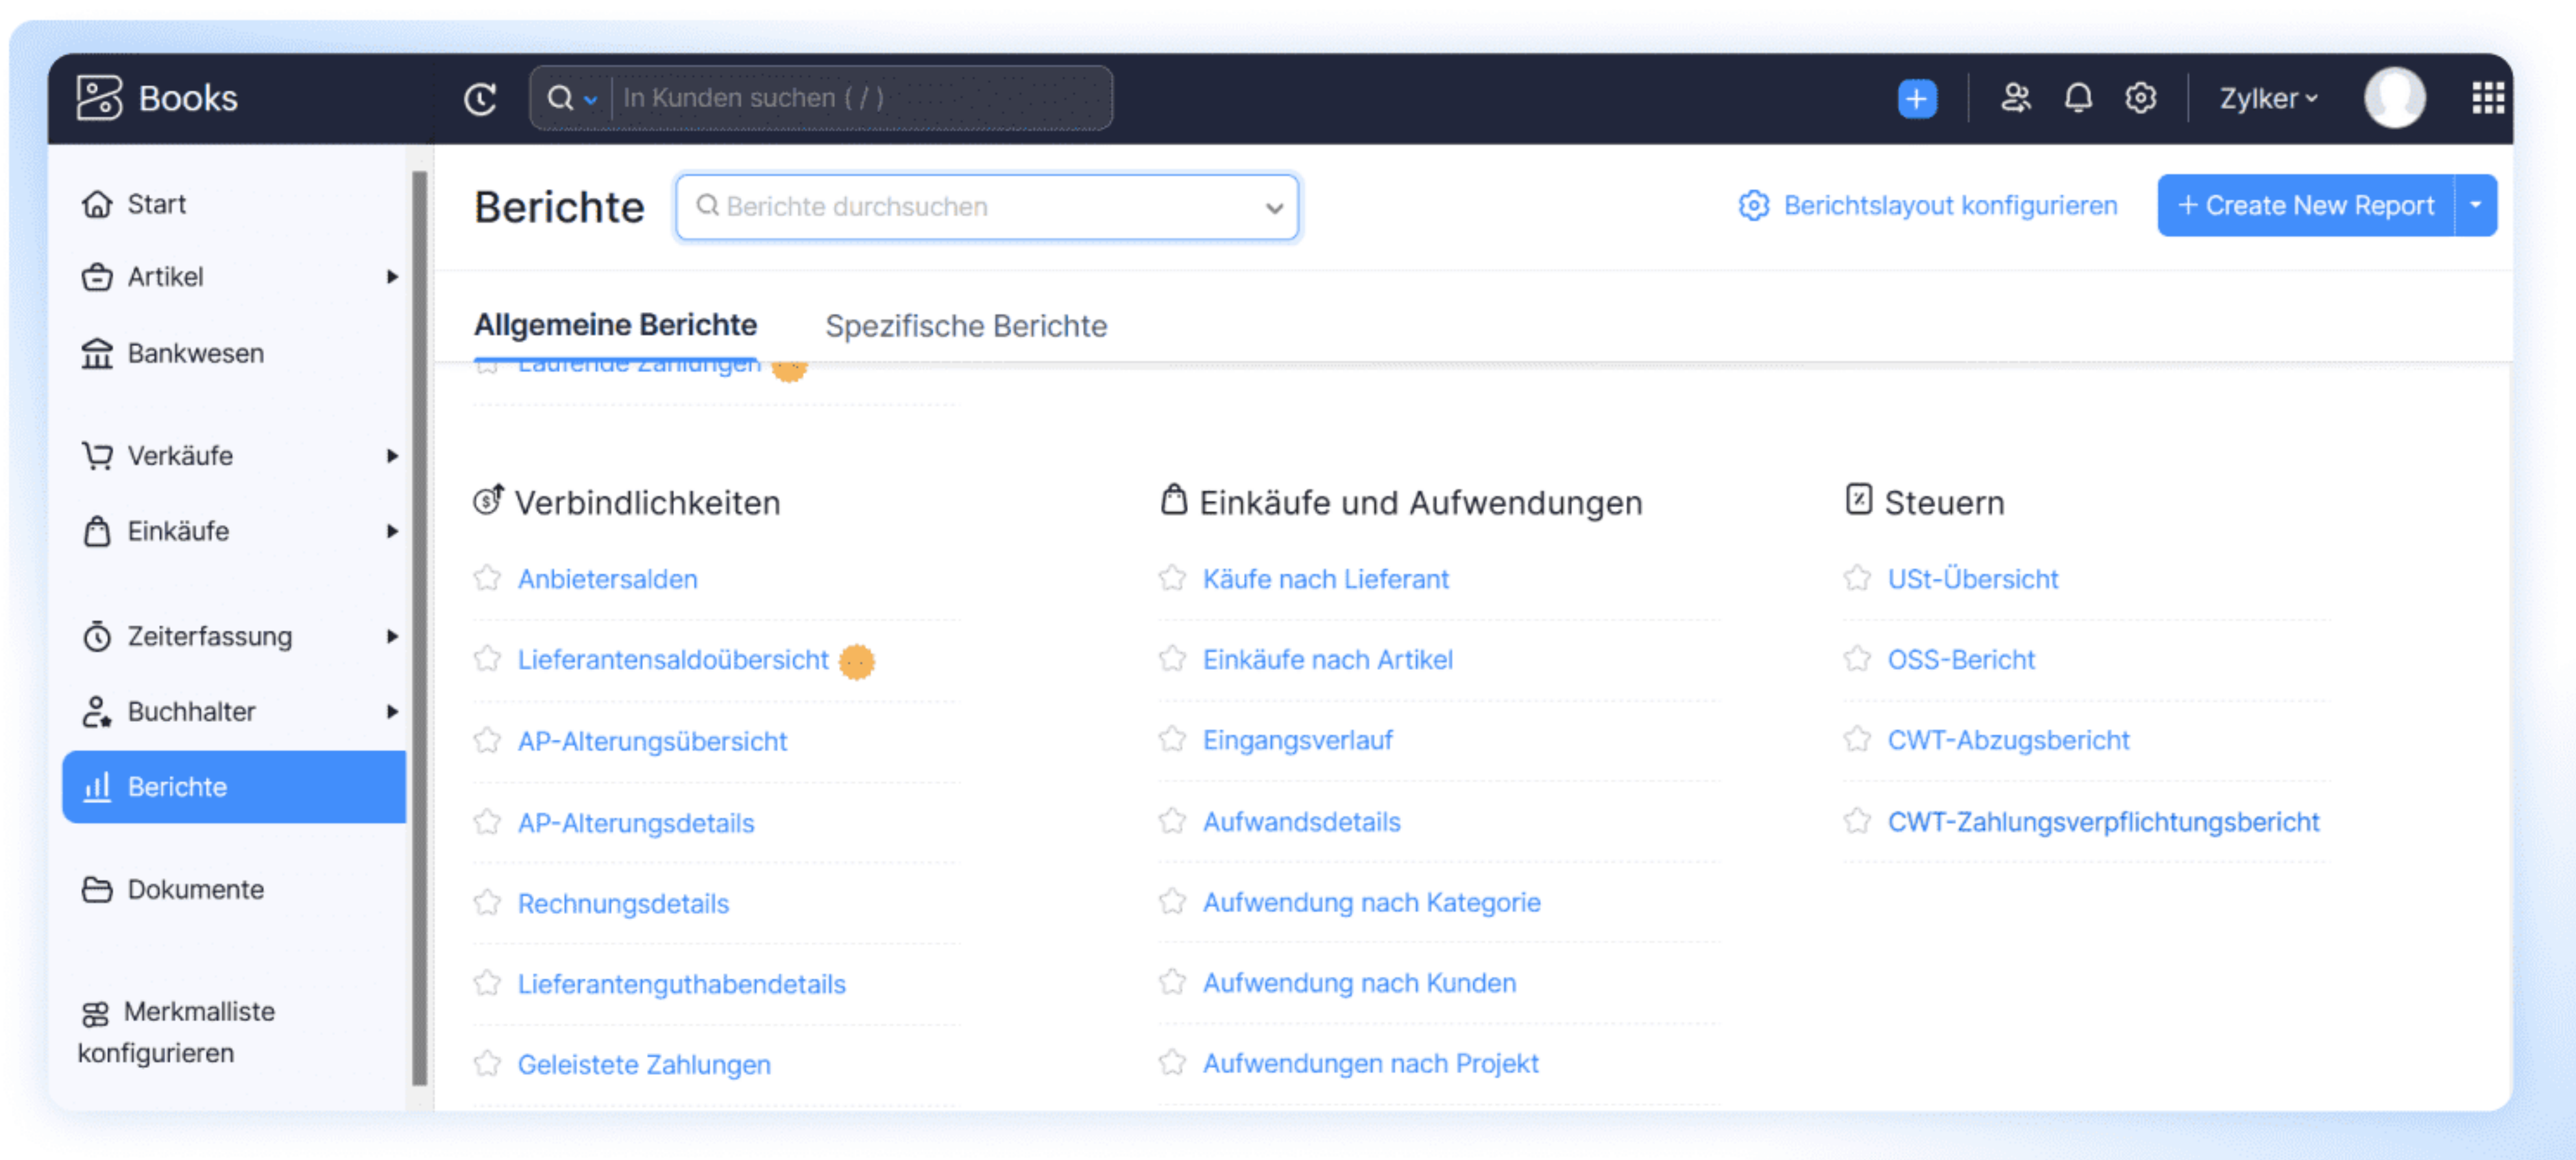 Books
In Kunden suchen ( / )
Zylker
Start
Artikel
Bankwesen
Verkäufe
Einkäufe
Zeiterfassung
Buchhalter
Berichte
Dokumente
Merkmalliste
konfigurieren
Berichte
Berichte durchsuchen
Berichtslayout konfigurieren
+ Create New Report
Allgemeine Berichte
Spezifische Berichte
Laufende Zahlungen
Verbindlichkeiten
Anbietersalden
Lieferantensaldoübersicht
AP-Alterungsübersicht
AP-Alterungsdetails
Rechnungsdetails
Lieferantenguthabendetails
Geleistete Zahlungen
Einkäufe und Aufwendungen
Käufe nach Lieferant
Einkäufe nach Artikel
Eingangsverlauf
Aufwandsdetails
Aufwendung nach Kategorie
Aufwendung nach Kunden
Aufwendungen nach Projekt
Steuern
USt-Übersicht
OSS-Bericht
CWT-Abzugsbericht
CWT-Zahlungsverpflichtungsbericht